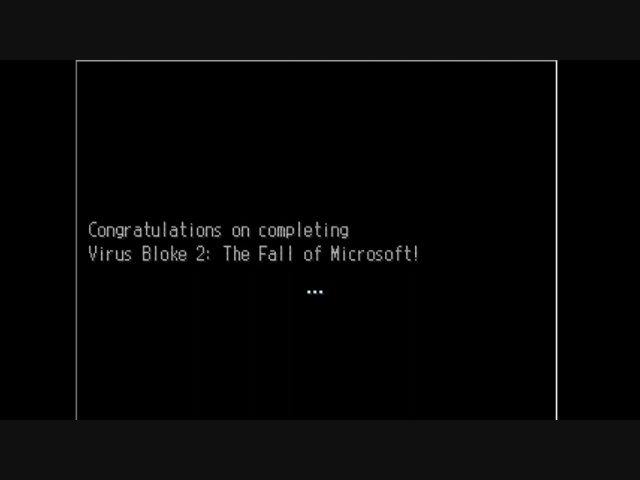 Congratulations on completing
Virus Bloke 2: The Fall of Microsoft!
...